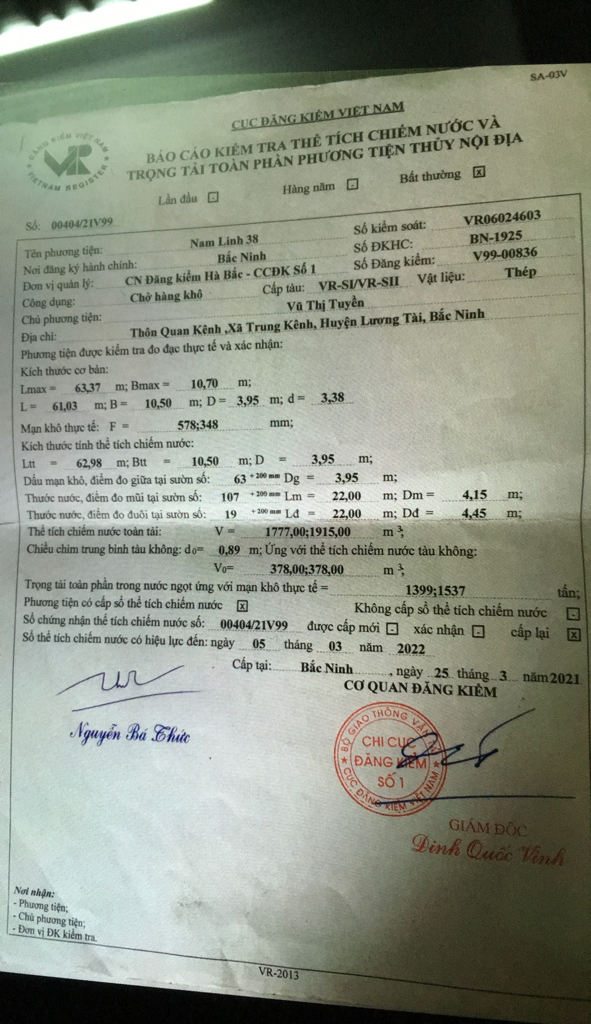 SA-03V
CỤC ĐĂNG KIỂM VIỆT NAM
ĐĂNG KIỂM VIỆT NAM
VR
VIETNAM REGISTER
BÁO CÁO KIỂM TRA THỂ TÍCH CHIẾM NƯỚC VÀ
TRỌNG TẢI TOÀN PHẦN PHƯƠNG TIỆN THỦY NỘI ĐỊA
Lần đầu Hàng năm Bất thường x
Số: 00404/21V99
Tên phương tiện: Nam Linh 38 Số kiểm soát: VR06024603
Nơi đăng ký hành chính: Bắc Ninh Số ĐKHC: BN-1925
Đơn vị quản lý: CN Đăng kiểm Hà Bắc - CCĐK Số 1 Số Đăng kiểm: V99-00836
Công dụng: Chở hàng khô Cấp tàu: VR-SI/VR-SII Vật liệu: Thép
Chủ phương tiện: Vũ Thị Tuyền
Địa chỉ: Thôn Quan Kênh ,Xã Trung Kênh, Huyện Lương Tài, Bắc Ninh
Phương tiện được kiểm tra đo đạc thực tế và xác nhận:
Kích thước cơ bản:
Lmax = 63,37 m; Bmax = 10,70 m;
L = 61,03 m; B = 10,50 m; D = 3,95 m; d = 3,38
Mạn khô thực tế: F = 578;348 mm;
Kích thước tính thể tích chiếm nước:
Ltt = 62,98 m; Btt = 10,50 m; D = 3,95 m;
Dấu mạn khô, điểm đo giữa tại sườn số: 63 +200 mm Dg = 3,95 m;
Thước nước, điểm đo mũi tại sườn số: 107 +200 mm Lm = 22,00 m; Dm = 4,15 m;
Thước nước, điểm đo đuôi tại sườn số: 19 +200 mm Lđ = 22,00 m; Dđ = 4,45 m;
Thể tích chiếm nước toàn tải: V = 1777,00;1915,00 m³;
Chiều chìm trung bình tàu không: d₀= 0,89 m; Ứng với thể tích chiếm nước tàu không:
V₀= 378,00;378,00 m³;
Trọng tải toàn phần trong nước ngọt ứng với mạn khô thực tế = 1399;1537 tấn;
Phương tiện có cấp sổ thể tích chiếm nước x Không cấp sổ thể tích chiếm nước
Số chứng nhận thể tích chiếm nước số: 00404/21V99 được cấp mới xác nhận cấp lại x
Sổ thể tích chiếm nước có hiệu lực đến: ngày 05 tháng 03 năm 2022
Cấp tại: Bắc Ninh , ngày 25 tháng 3 năm 2021
CƠ QUAN ĐĂNG KIỂM
Nguyễn Bá Thức
BỘ GIAO THÔNG VẬN
CHI CỤC
ĐĂNG KIỂM
SỐ 1
CỤC ĐĂNG KIỂM VIỆT NAM
GIÁM ĐỐC
Đinh Quốc Vinh
Nơi nhận:
- Phương tiện;
- Chủ phương tiện;
- Đơn vị ĐK kiểm tra.
VR-2013